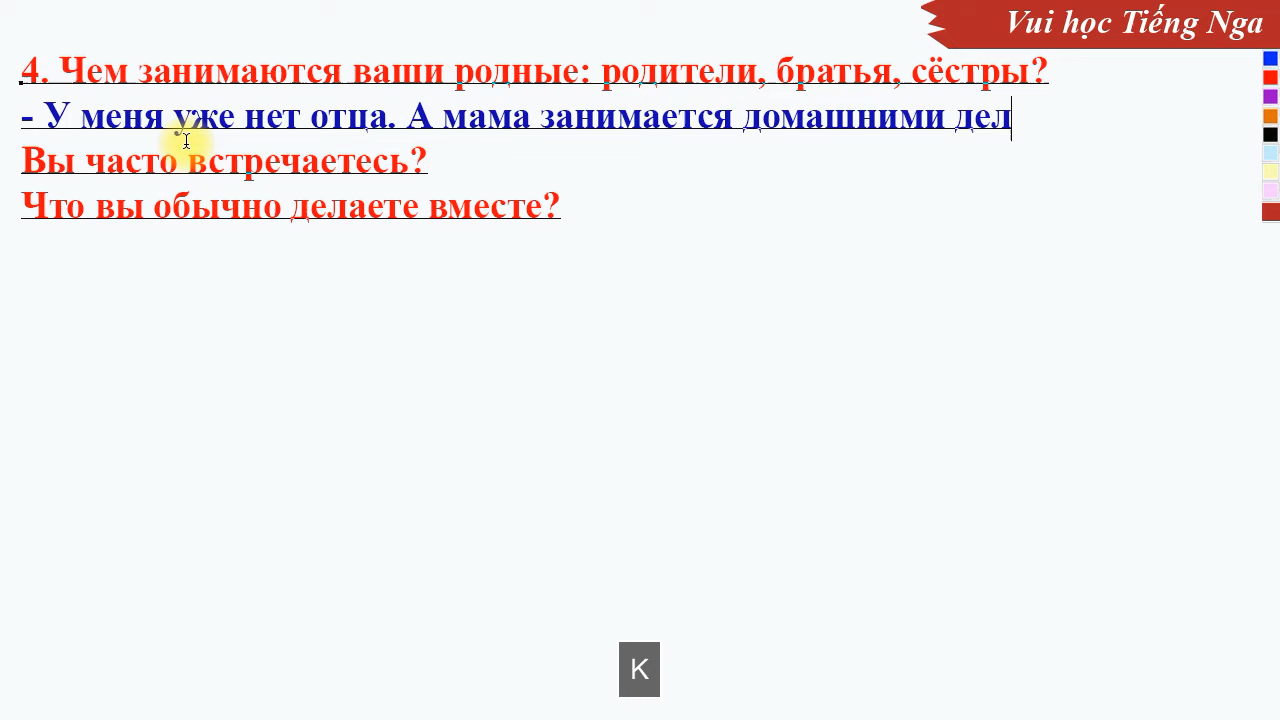 Vui học Tiếng Nga
4. Чем занимаются ваши родные: родители, братья, сёстры?
- У меня уже нет отца. А мама занимается домашними дел
Вы часто встречаетесь?
Что вы обычно делаете вместе?
K